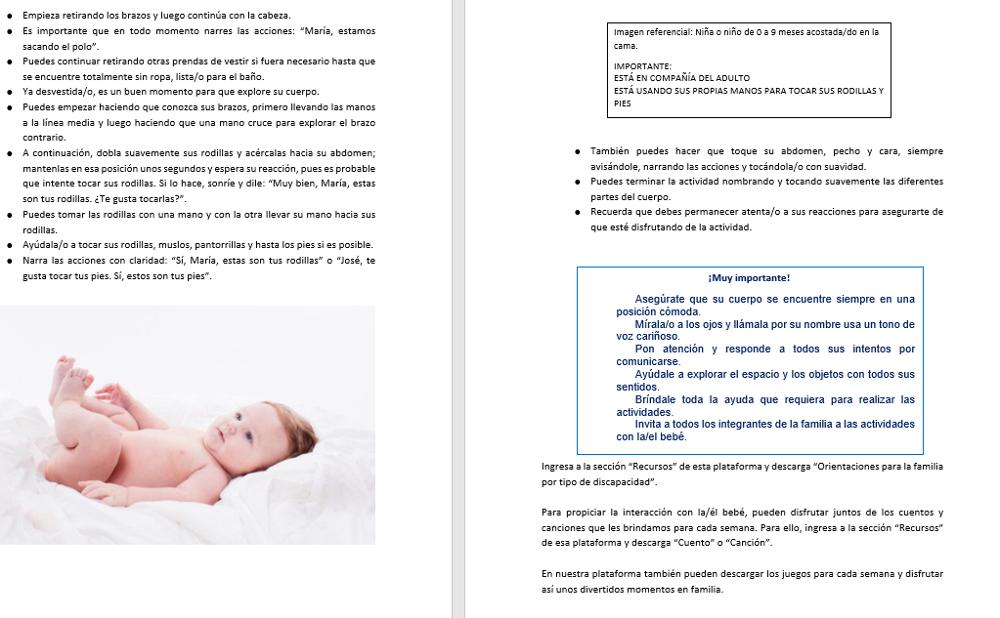 ● Empieza retirando los brazos y luego continúa con la cabeza.
● Es importante que en todo momento narres las acciones: “María, estamos
sacando el polo”.
● Puedes continuar retirando otras prendas de vestir si fuera necesario hasta que
se encuentre totalmente sin ropa, lista/o para el baño.
● Ya desvestida/o, es un buen momento para que explore su cuerpo.
● Puedes empezar haciendo que conozca sus brazos, primero llevando las manos
a la línea media y luego haciendo que una mano cruce para explorar el brazo
contrario.
● A continuación, dobla suavemente sus rodillas y acércalas hacia su abdomen;
mantenlas en esa posición unos segundos y espera su reacción, pues es probable
que intente tocar sus rodillas. Si lo hace, sonríe y dile: “Muy bien, María, estas
son tus rodillas. ¿Te gusta tocarlas?”.
● Puedes tomar las rodillas con una mano y con la otra llevar su mano hacia sus
rodillas.
● Ayúdala/o a tocar sus rodillas, muslos, pantorrillas y hasta los pies si es posible.
● Narra las acciones con claridad: “Sí, María, estas son tus rodillas” o “José, te
gusta tocar tus pies. Sí, estos son tus pies”.
Imagen referencial: Niña o niño de 0 a 9 meses acostada/do en la
cama.
IMPORTANTE:
ESTÁ EN COMPAÑÍA DEL ADULTO
ESTÁ USANDO SUS PROPIAS MANOS PARA TOCAR SUS RODILLAS Y
PIES
● También puedes hacer que toque su abdomen, pecho y cara, siempre
avisándole, narrando las acciones y tocándola/o con suavidad.
● Puedes terminar la actividad nombrando y tocando suavemente las diferentes
partes del cuerpo.
● Recuerda que debes permanecer atenta/o a sus reacciones para asegurarte de
que esté disfrutando de la actividad.
¡Muy importante!
Asegúrate que su cuerpo se encuentre siempre en una
posición cómoda.
Mírala/o a los ojos y llámala por su nombre usa un tono de
voz cariñoso.
Pon atención y responde a todos sus intentos por
comunicarse.
Ayúdale a explorar el espacio y los objetos con todos sus
sentidos.
Bríndale toda la ayuda que requiera para realizar las
actividades.
Invita a todos los integrantes de la familia a las actividades
con la/el bebé.
Ingresa a la sección “Recursos” de esta plataforma y descarga “Orientaciones para la familia
por tipo de discapacidad”.
Para propiciar la interacción con la/él bebé, pueden disfrutar juntos de los cuentos y
canciones que les brindamos para cada semana. Para ello, ingresa a la sección “Recursos”
de esa plataforma y descarga “Cuento” o “Canción”.
En nuestra plataforma también pueden descargar los juegos para cada semana y disfrutar
así unos divertidos momentos en familia.